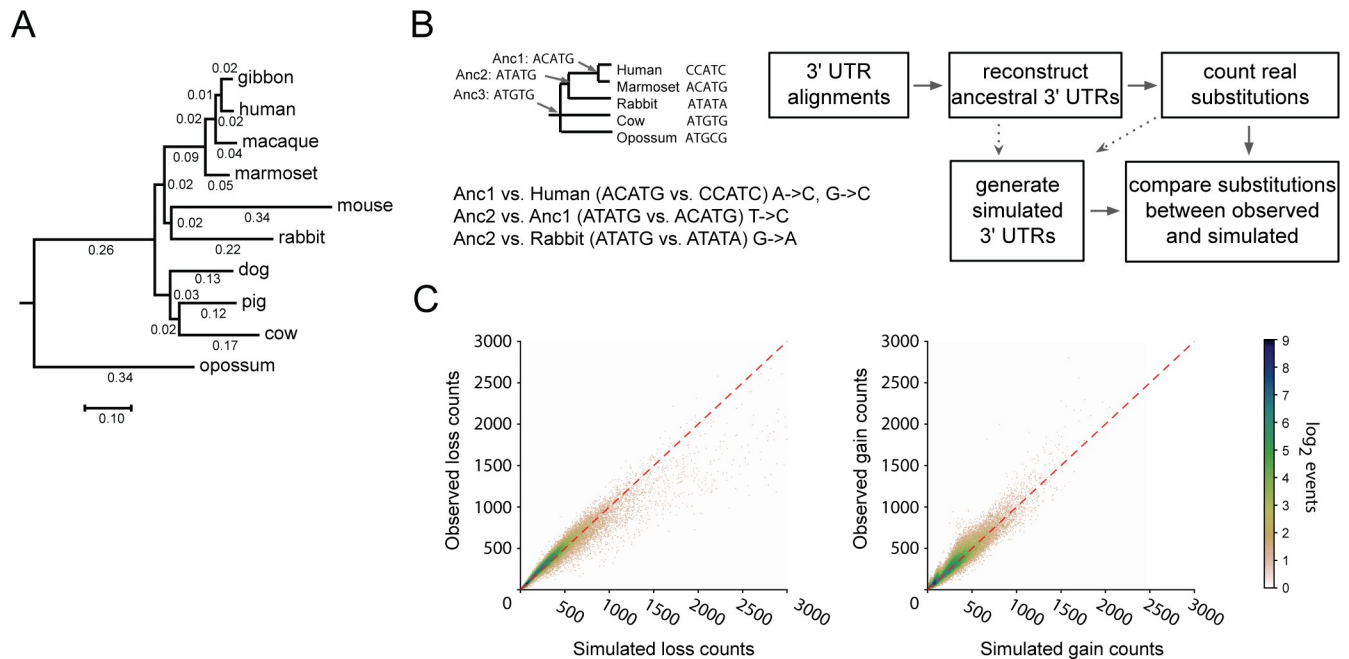 A
0.02
gibbon
0.01
human
0.02
0.02
macaque
0.04
0.09
marmoset
0.05
0.02
mouse
0.34
0.02
rabbit
0.22
0.26
dog
0.13
0.03
pig
0.12
0.02
cow
0.17
opossum
0.34
0.10
B
Anc1: ACATG
Anc2: ATATG
Anc3: ATGTG
Human CCATC
Marmoset ACATG
Rabbit ATATA
Cow ATGTG
Opossum ATGCG
Anc1 vs. Human (ACATG vs. CCATC) A->C, G->C
Anc2 vs. Anc1 (ATATG vs. ACATG) T->C
Anc2 vs. Rabbit (ATATG vs. ATATA) G->A
3' UTR
alignments
reconstruct
ancestral 3' UTRs
count real
substitutions
generate
simulated
3' UTRs
compare substitutions
between observed
and simulated
C
Observed loss counts
3000
2500
2000
1500
1000
500
0
500
1000
1500
2000
2500
3000
Simulated loss counts
Observed gain counts
3000
2500
2000
1500
1000
500
0
500
1000
1500
2000
2500
3000
Simulated gain counts
9
8
7
6
5
4
3
2
1
0
log2 events